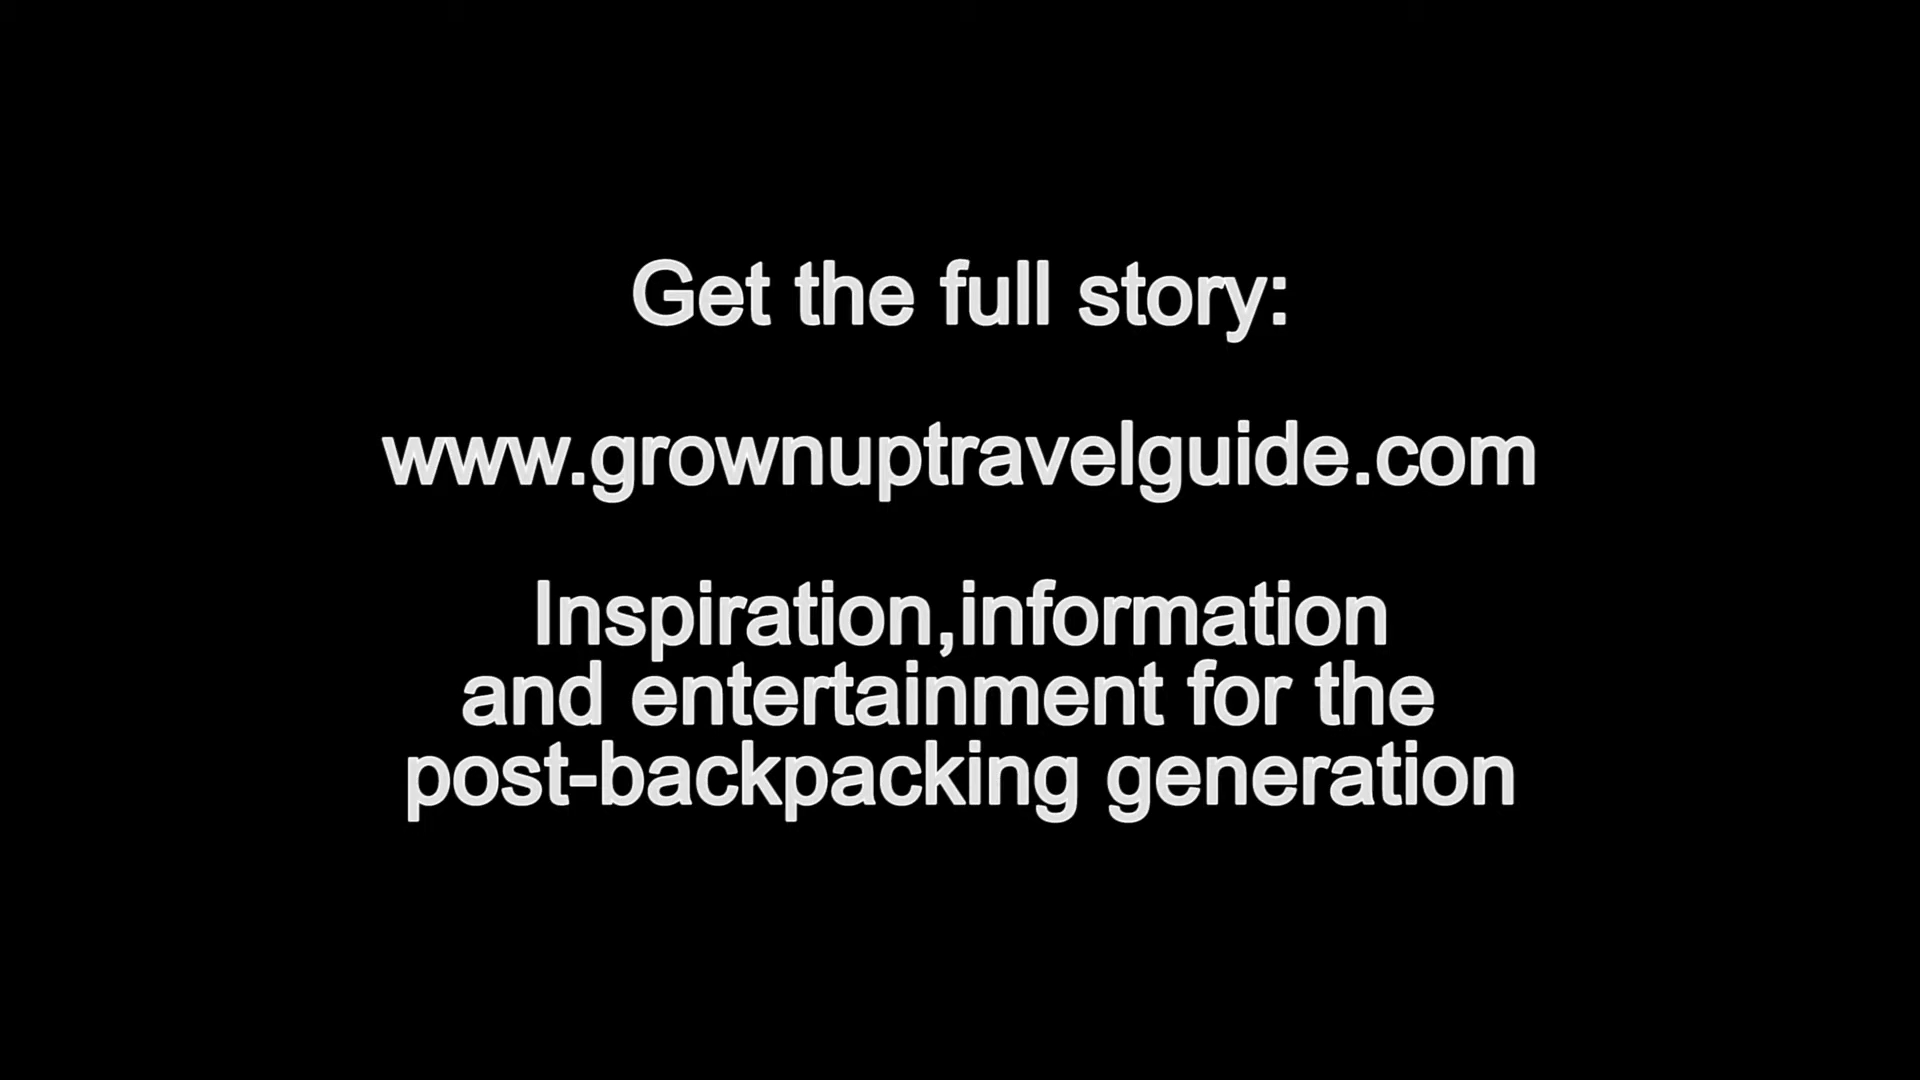 Get the full story:
www.grownuptravelguide.com
Inspiration,information
and entertainment for the
post-backpacking generation